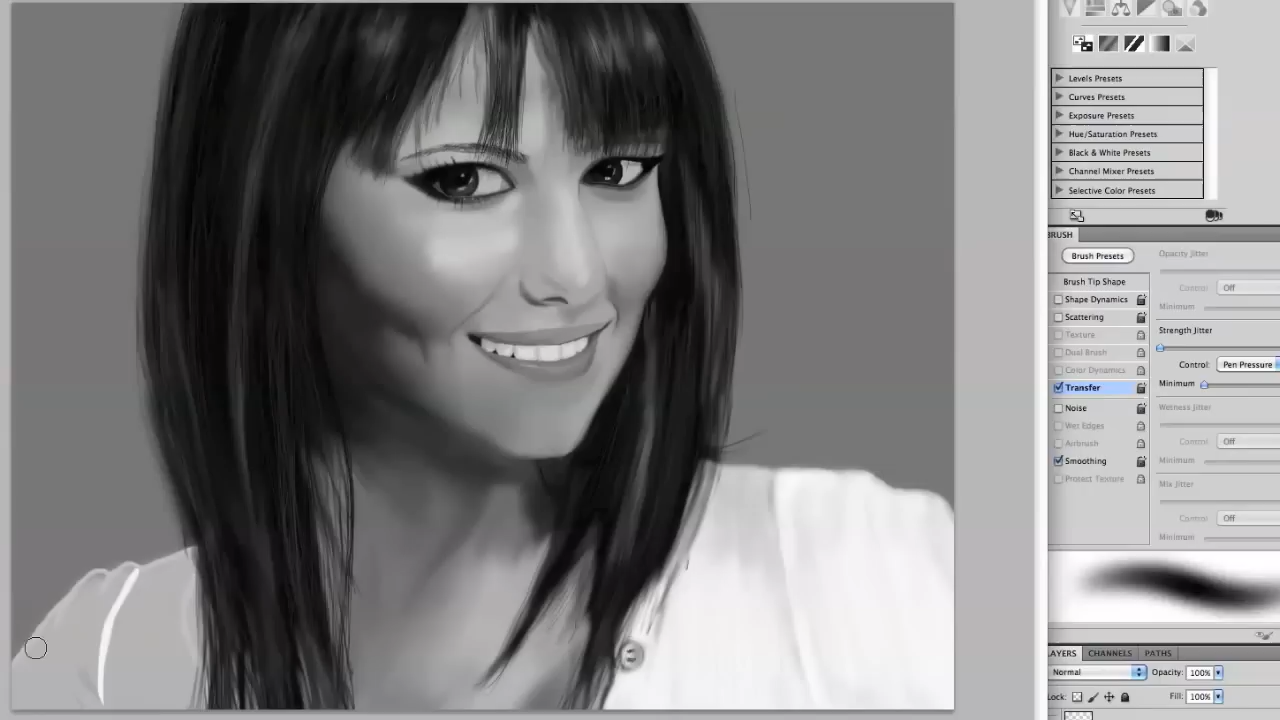 Levels Presets
Curves Presets
Exposure Presets
Hue/Saturation Presets
Black & White Presets
Channel Mixer Presets
Selective Color Presets
BRUSH
Brush Presets
Opacity Jitter
Brush Tip Shape
Control: Off
Shape Dynamics
Minimum
Scattering
Strength Jitter
Texture
Dual Brush
Control: Pen Pressure
Color Dynamics
Minimum
Transfer
Wetness Jitter
Noise
Wet Edges
Control: Off
Airbrush
Minimum
Smoothing
Protect Texture
Mix Jitter
Control: Off
Minimum
LAYERS CHANNELS PATHS
Normal Opacity: 100%
Lock: Fill: 100%